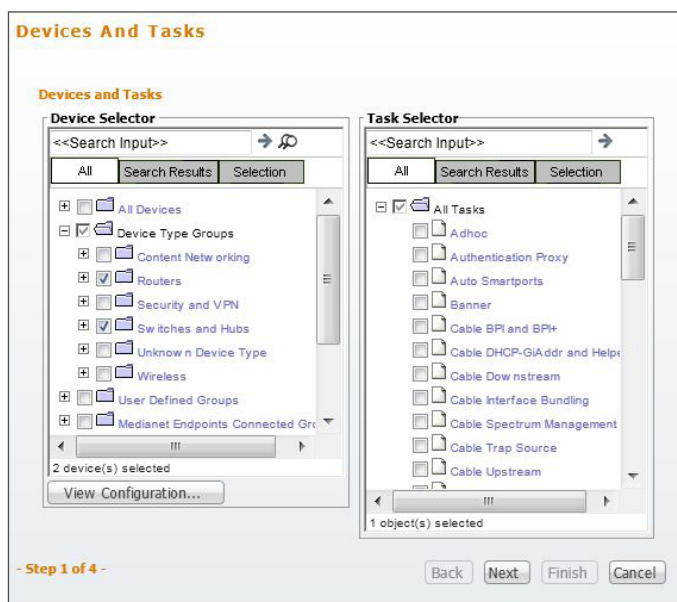 Devices And Tasks
Devices and Tasks
Device Selector
<<Search Input>>
All Search Results Selection
All Devices
Device Type Groups
Content Networking
Routers
Security and VPN
Switches and Hubs
Unknown Device Type
Wireless
User Defined Groups
Medianet Endpoints Connected Gro
2 device(s) selected
View Configuration...
Task Selector
<<Search Input>>
All Search Results Selection
All Tasks
Adhoc
Authentication Proxy
Auto Smartports
Banner
Cable BPI and BPI+
Cable DHCP-GiAddr and Helpe
Cable Downstream
Cable Interface Bundling
Cable Spectrum Management
Cable Trap Source
Cable Upstream
1 object(s) selected
- Step 1 of 4 -
Back Next Finish Cancel